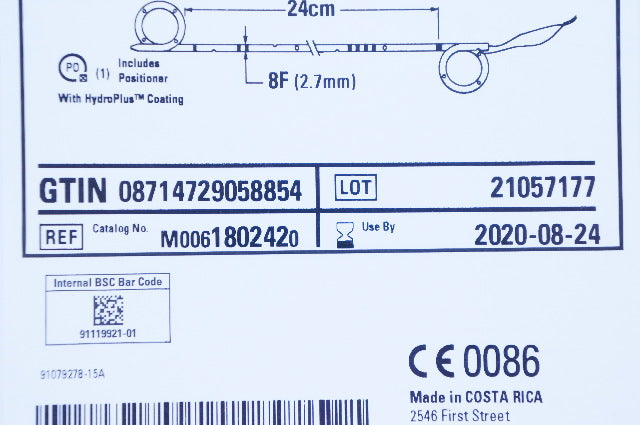 24cm
PD
(1) Includes
Positioner
8F (2.7mm)
With HydroPlus™ Coating
GTIN 08714729058854
LOT 21057177
REF Catalog No. M0061802420
Use By 2020-08-24
Internal BSC Bar Code
91119921-01
91079278-15A
CE 0086
Made in COSTA RICA
2546 First Street